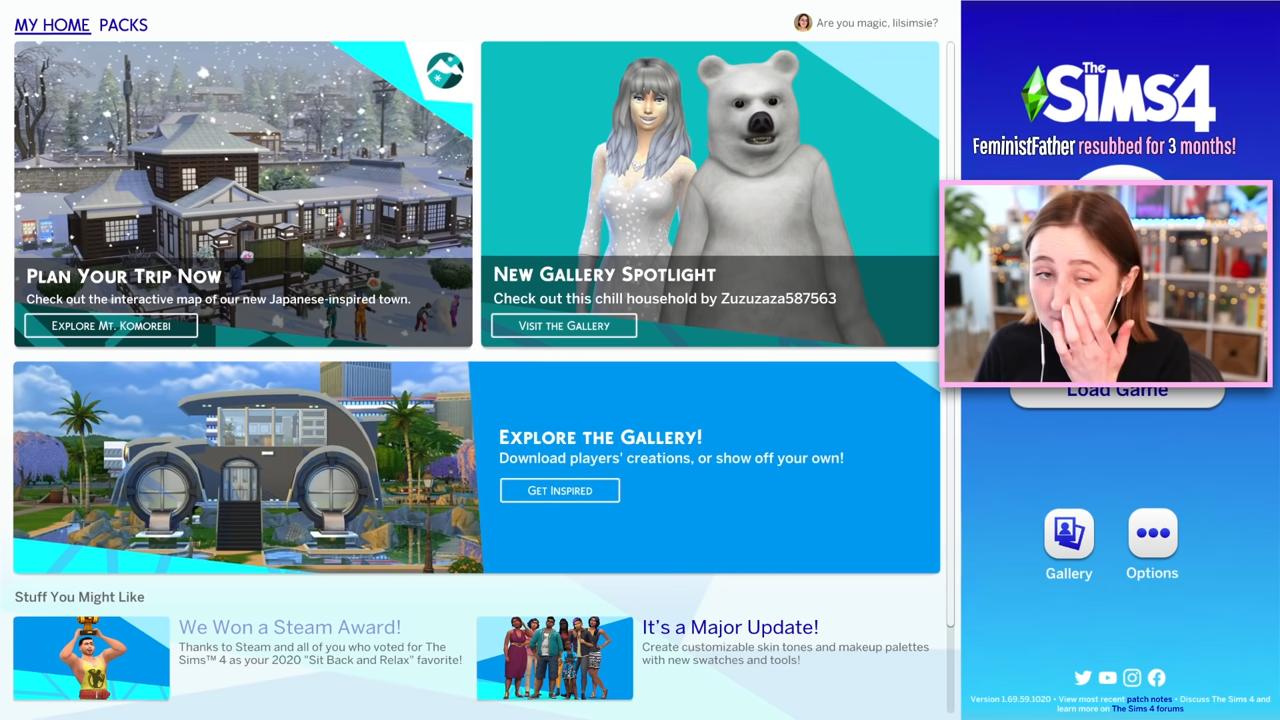 MY HOME PACKS
Are you magic, lilsimsie?
The
SIMS4
FeministFather resubbed for 3 months!
PLAN YOUR TRIP NOW
Check out the interactive map of our new Japanese-inspired town.
EXPLORE MT. KOMOREBI
NEW GALLERY SPOTLIGHT
Check out this chill household by Zuzuzaza587563
VISIT THE GALLERY
Load Game
EXPLORE THE GALLERY!
Download players' creations, or show off your own!
GET INSPIRED
Gallery
Options
Stuff You Might Like
We Won a Steam Award!
Thanks to Steam and all of you who voted for The
Sims™ 4 as your 2020 "Sit Back and Relax" favorite!
It's a Major Update!
Create customizable skin tones and makeup palettes
with new swatches and tools!
Version 1.69.59.1020 • View most recent patch notes • Discuss The Sims 4 and
learn more on The Sims 4 forums